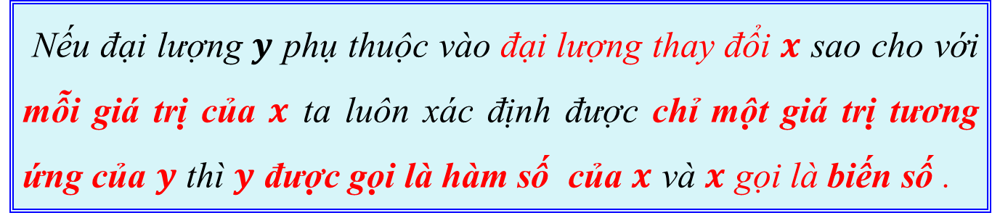 Nếu đại lượng y phụ thuộc vào đại lượng thay đổi x sao cho với
mỗi giá trị của x ta luôn xác định được chỉ một giá trị tương
ứng của y thì y được gọi là hàm số của x và x gọi là biến số .